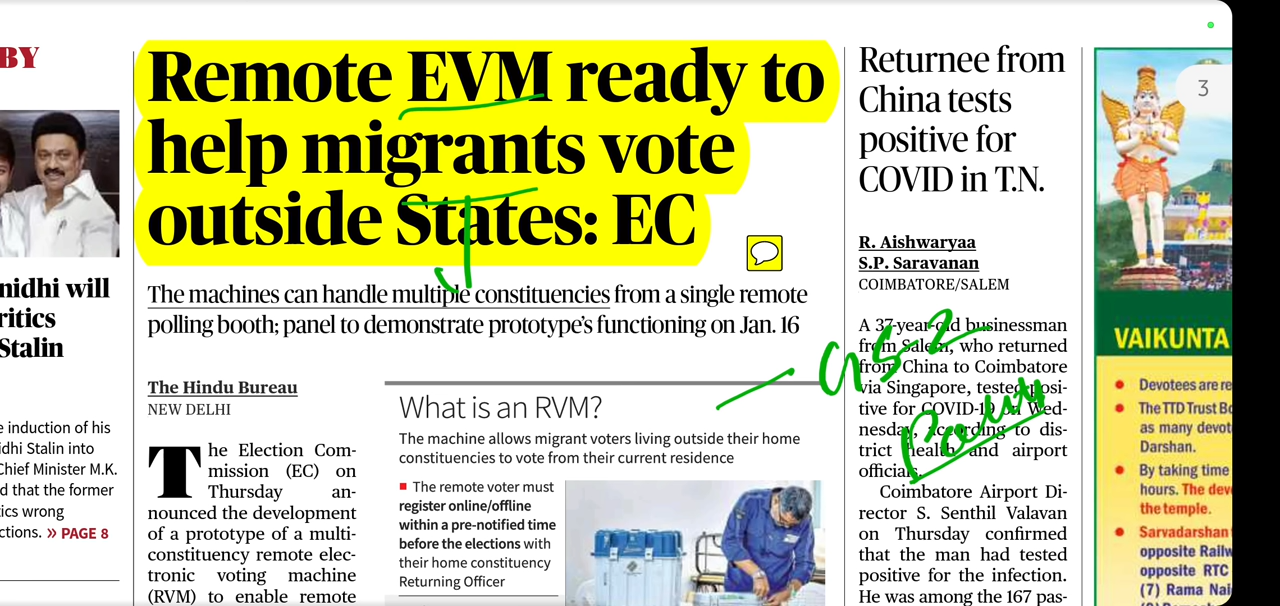 BY
nidhi will
ritics
Stalin
e induction of his
idhi Stalin into
Chief Minister M.K.
d that the former
tics wrong
ctions. » PAGE 8
Remote EVM ready to
help migrants vote
outside States: EC
The machines can handle multiple constituencies from a single remote
polling booth; panel to demonstrate prototype's functioning on Jan. 16
The Hindu Bureau
NEW DELHI
The Election Com-
mission (EC) on
Thursday an-
nounced the development
of a prototype of a multi-
constituency remote elec-
tronic voting machine
(RVM) to enable remote
What is an RVM?
The machine allows migrant voters living outside their home
constituencies to vote from their current residence
■ The remote voter must
register online/offline
within a pre-notified time
before the elections with
their home constituency
Returning Officer
GS-2
Polity
Returnee from
China tests
positive for
COVID in T.N.
R. Aishwaryaa
S.P. Saravanan
COIMBATORE/SALEM
A 37-year-old businessman
from Salem, who returned
from China to Coimbatore
via Singapore, tested posi-
tive for COVID-19 on Wed-
nesday, according to dis-
trict health and airport
officials.
Coimbatore Airport Di-
rector S. Senthil Valavan
on Thursday confirmed
that the man had tested
positive for the infection.
He was among the 167 pas-
3
VAIKUNTA
• Devotees are re
• The TTD Trust Bo
as many devot
Darshan.
• By taking time
hours. The dev
the temple.
• Sarvadarshan
opposite Railw
opposite RTC
(7) Rama Nai